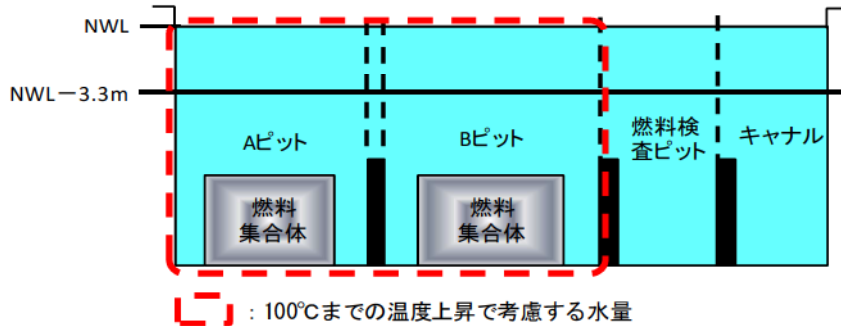 NWL
NWL－3.3m
Aピット
Bピット
燃料検
査ピット
キャナル
燃料
集合体
燃料
集合体
：100℃までの温度上昇で考慮する水量